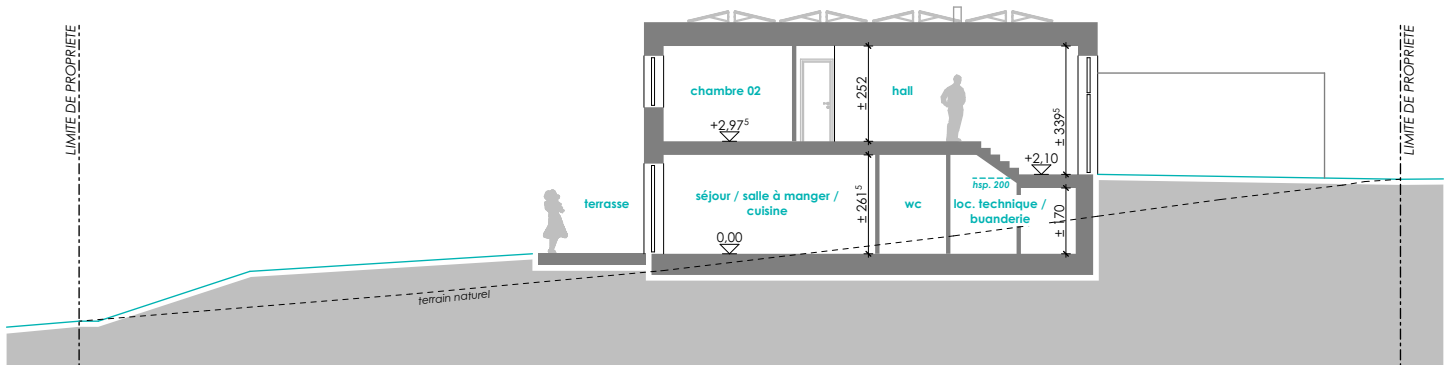 LIMITE DE PROPRIETE
LIMITE DE PROPRIETE
chambre 02
± 252
hall
+2,97⁵
± 339⁵
+2,10
hsp. 200
terrasse
séjour / salle à manger /
cuisine
± 261⁵
wc
loc. technique /
buanderie
± 170
0,00
terrain naturel